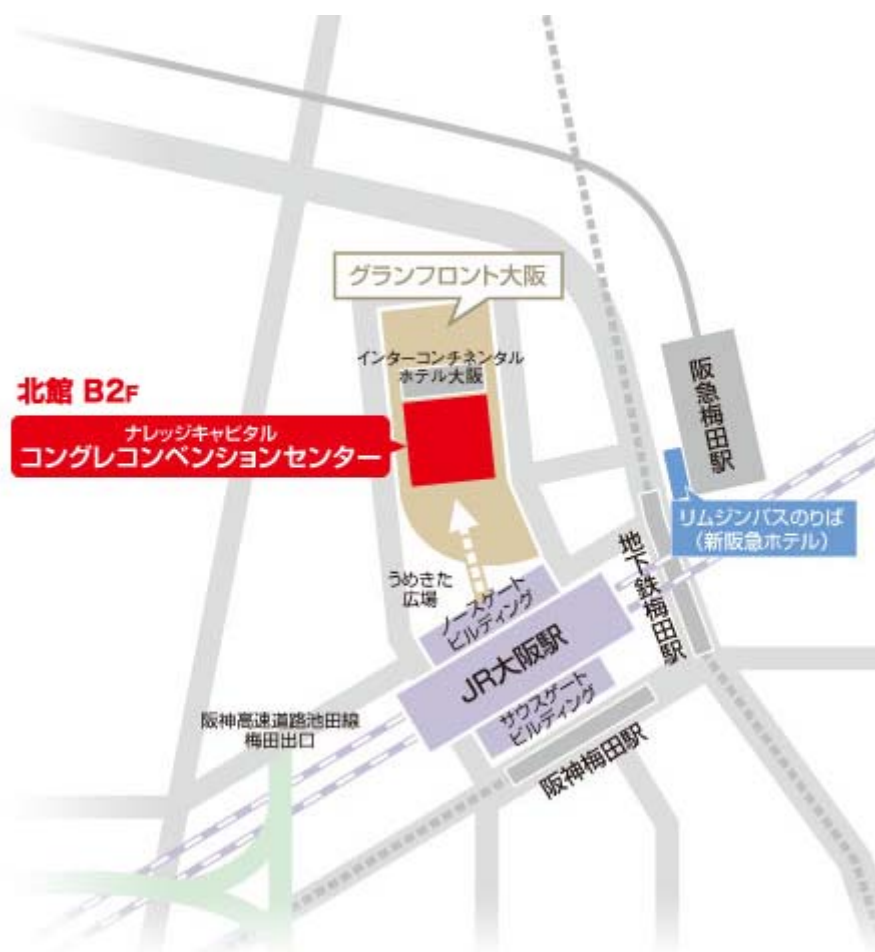 グランフロント大阪
インターコンチネンタル
ホテル大阪
北館 B2F
ナレッジキャピタル
コングレコンベンションセンター
阪急梅田駅
リムジンバスのりば
(新阪急ホテル)
地下鉄梅田駅
うめきた
広場
ノースゲート
ビルディング
JR大阪駅
サウスゲート
ビルディング
阪神梅田駅
阪神高速道路池田線
梅田出口